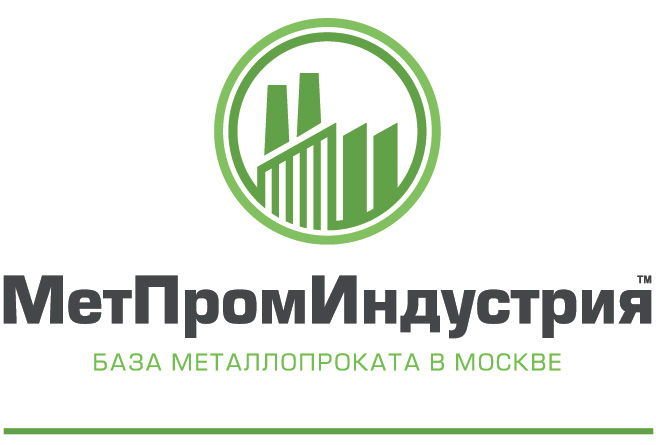 МетПромИндустрия™
БАЗА МЕТАЛЛОПРОКАТА В МОСКВЕ